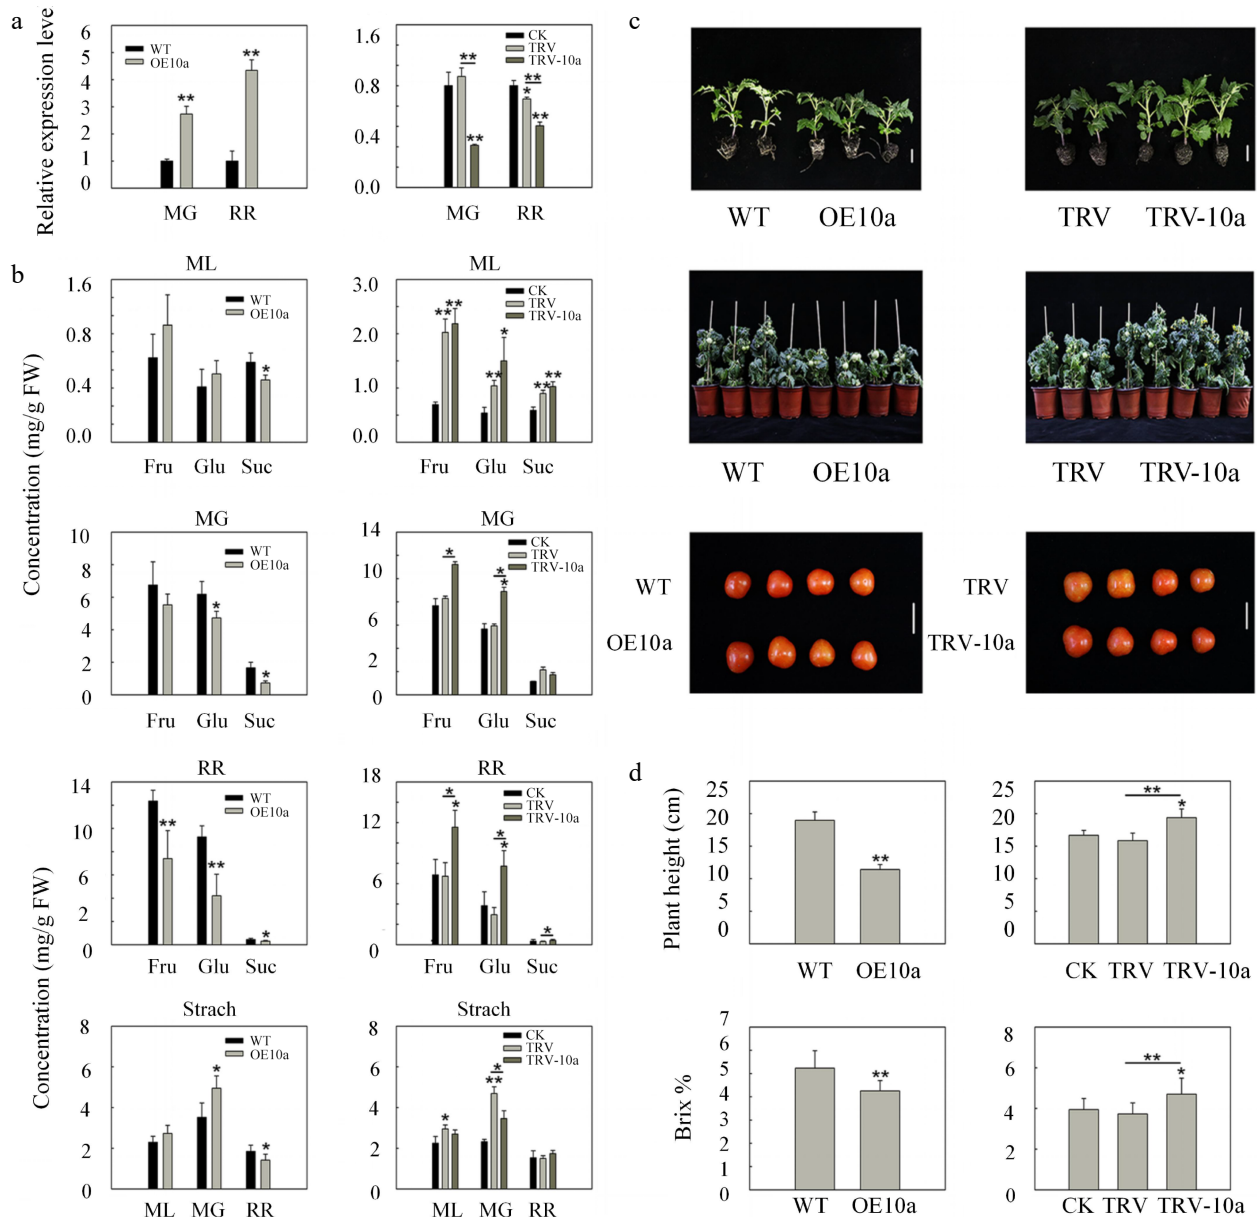 a
Relative expression leve
6
5
4
3
2
1
0
WT
OE10a
**
**
MG RR
1.6
0.8
0.4
0.0
CK
TRV
TRV-10a
**
**
**
*
**
MG RR
b
Concentration (mg/g FW)
ML
1.6
0.8
0.4
0.0
WT
OE10a
*
Fru Glu Suc
ML
3.0
2.0
1.0
0.0
CK
TRV
TRV-10a
** **
*
**
** **
Fru Glu Suc
MG
10
8
6
4
2
0
WT
OE10a
*
*
Fru Glu Suc
MG
14
10
6
2
0
CK
TRV
TRV-10a
*
*
*
Fru Glu Suc
Concentration (mg/g FW)
RR
14
10
6
2
0
WT
OE10a
**
**
*
Fru Glu Suc
RR
18
12
6
0
CK
TRV
TRV-10a
*
*
*
*
*
Fru Glu Suc
Strach
8
6
4
2
0
WT
OE10a
*
*
ML MG RR
Strach
8
6
4
2
0
CK
TRV
TRV-10a
*
*
**
ML MG RR
c
WT OE10a
TRV TRV-10a
WT OE10a
TRV TRV-10a
WT
OE10a
TRV
TRV-10a
d
Plant height (cm)
25
20
15
10
5
0
**
WT OE10a
25
20
15
10
5
0
**
*
CK TRV TRV-10a
Brix %
7
6
5
4
3
2
1
0
**
WT OE10a
8
6
4
2
0
**
*
CK TRV TRV-10a